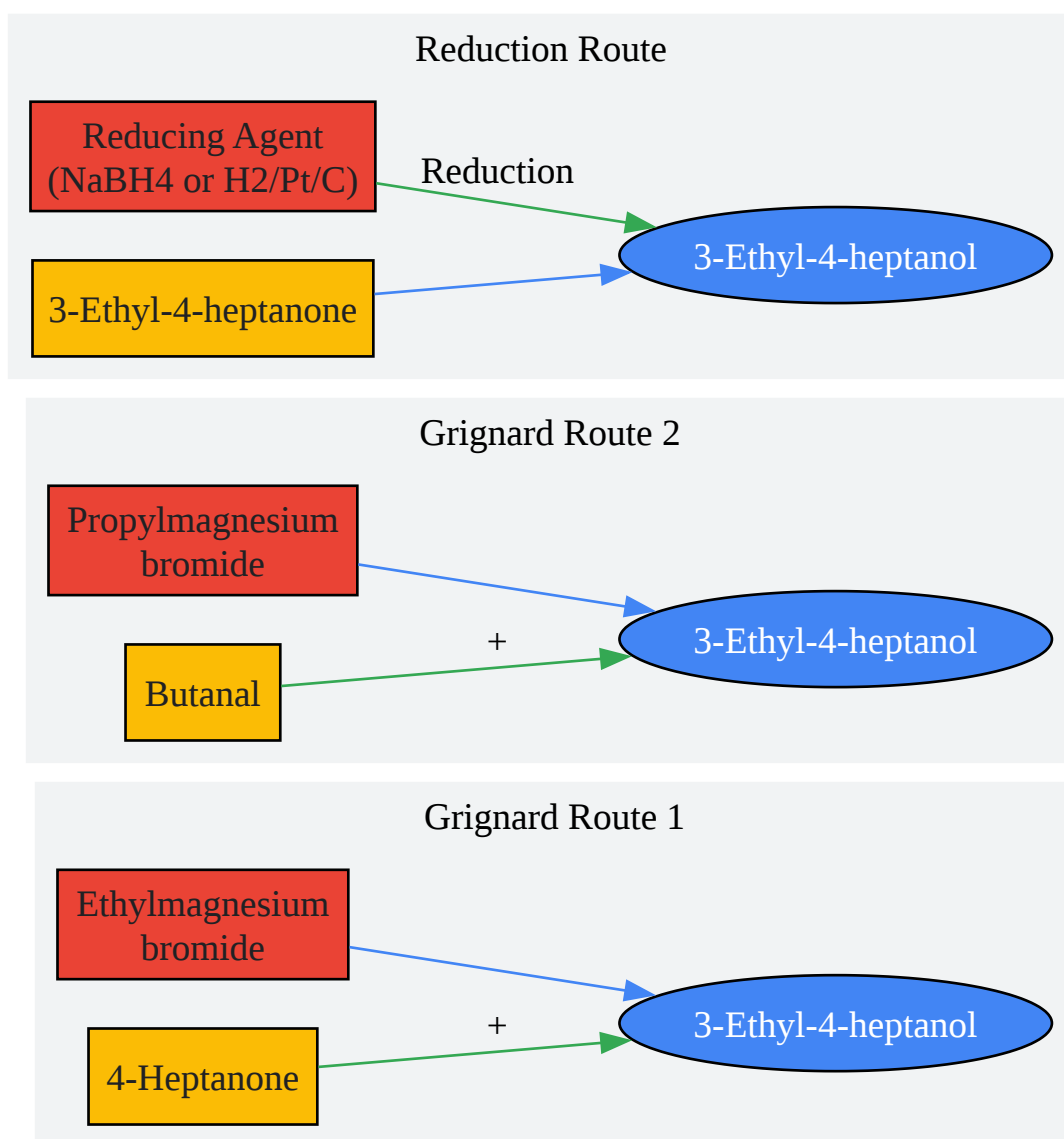 Reduction Route
Reducing Agent
(NaBH4 or H2/Pt/C)
Reduction
3-Ethyl-4-heptanol
3-Ethyl-4-heptanone
Grignard Route 2
Propylmagnesium
bromide
+
3-Ethyl-4-heptanol
Butanal
Grignard Route 1
Ethylmagnesium
bromide
+
3-Ethyl-4-heptanol
4-Heptanone